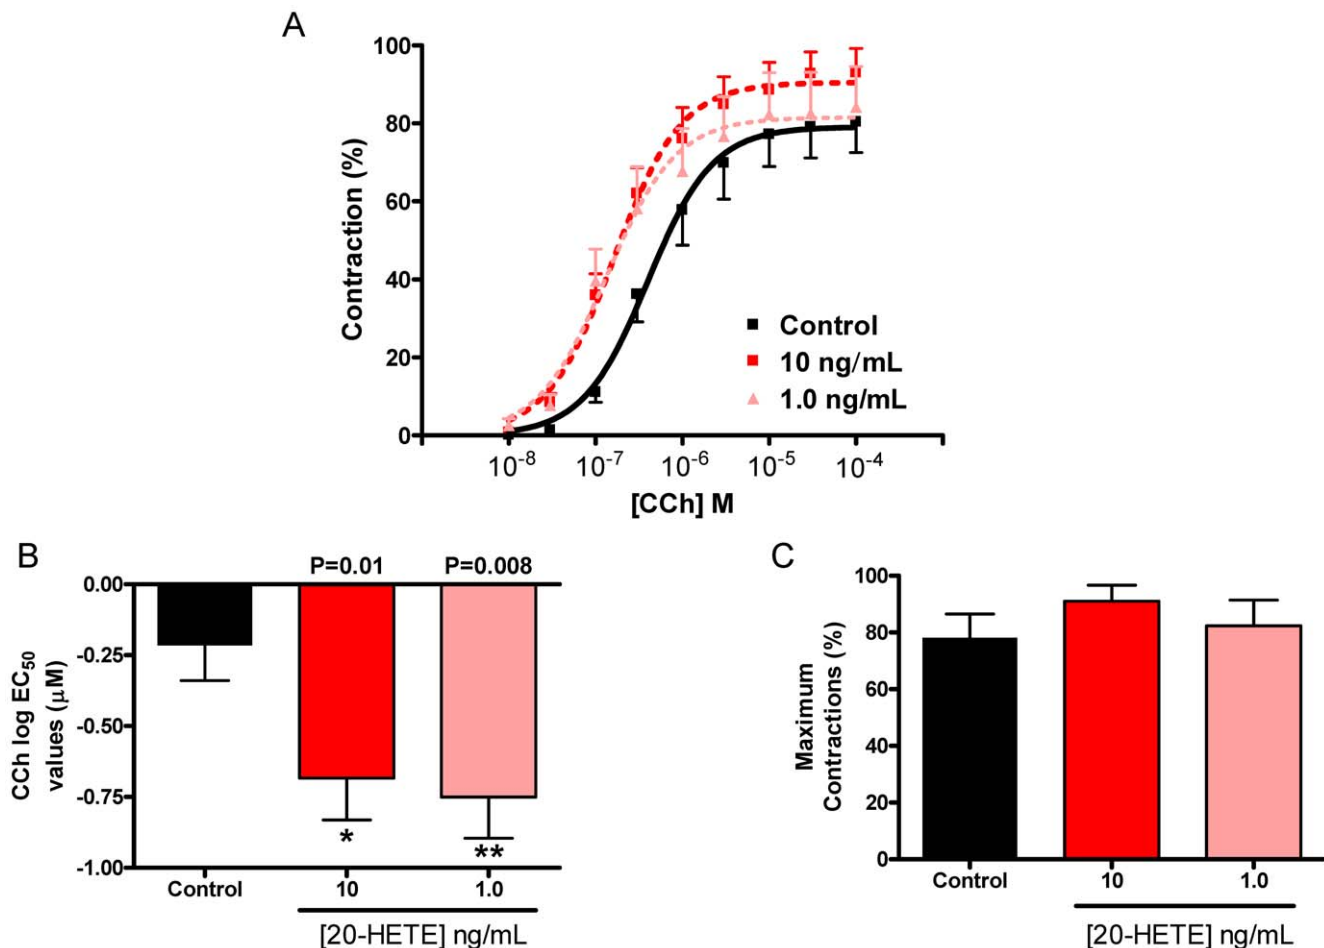 A
100
80
60
40
20
0
Contraction (%)
Control
10 ng/mL
1.0 ng/mL
10⁻⁸ 10⁻⁷ 10⁻⁶ 10⁻⁵ 10⁻⁴
[CCh] M
B
P=0.01 P=0.008
0.00
-0.25
-0.50
-0.75
-1.00
CCh log EC₅₀
values (μM)
*
**
Control 10 1.0
[20-HETE] ng/mL
C
100
80
60
40
20
0
Maximum
Contractions (%)
Control 10 1.0
[20-HETE] ng/mL